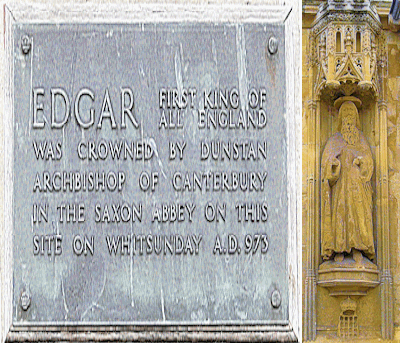 EDGAR FIRST KING OF
ALL ENGLAND
WAS CROWNED BY DUNSTAN
ARCHBISHOP OF CANTERBURY
IN THE SAXON ABBEY ON THIS
SITE ON WHITSUNDAY A.D. 973